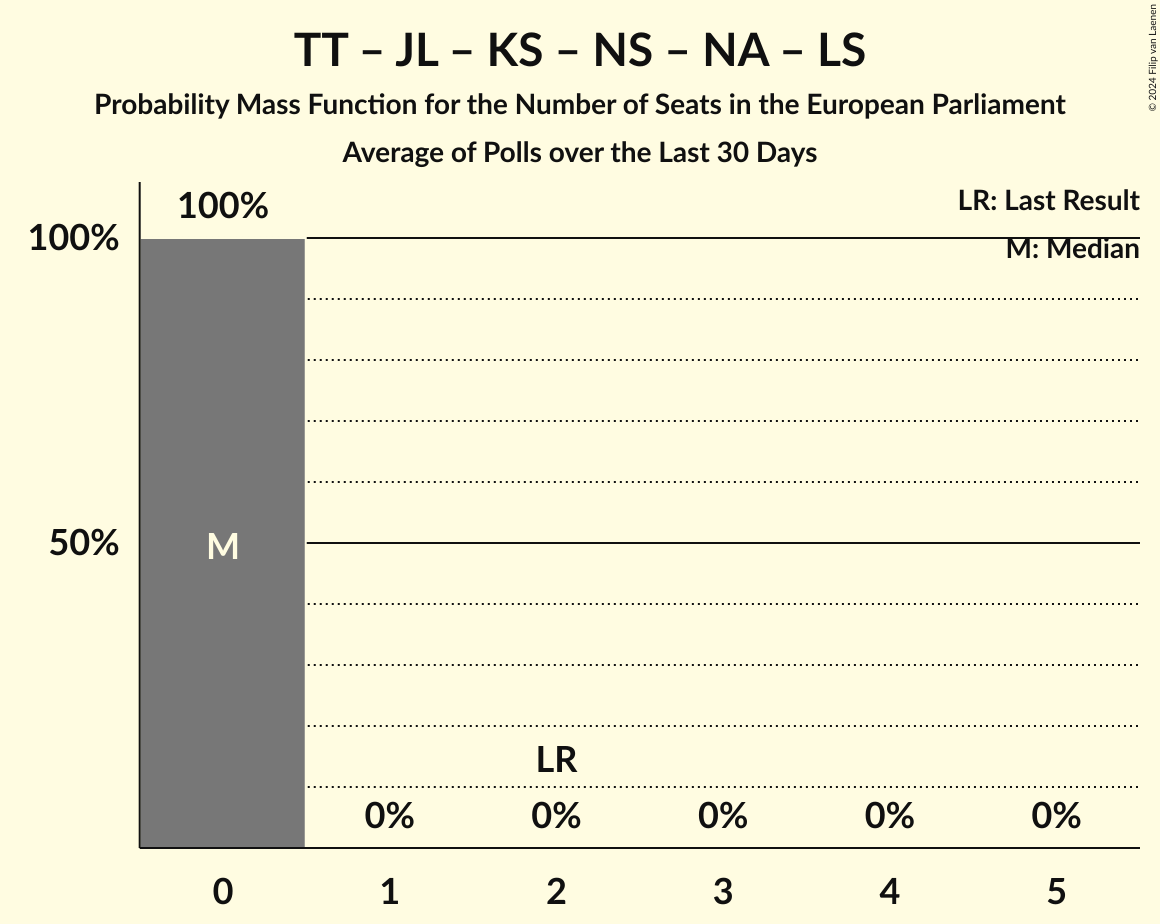 TT – JL – KS – NS – NA – LS
Probability Mass Function for the Number of Seats in the European Parliament
Average of Polls over the Last 30 Days
© 2024 Filip van Laenen
LR: Last Result
M: Median
100%
100%
50%
M
LR
0%
0%
0%
0%
0%
0
1
2
3
4
5